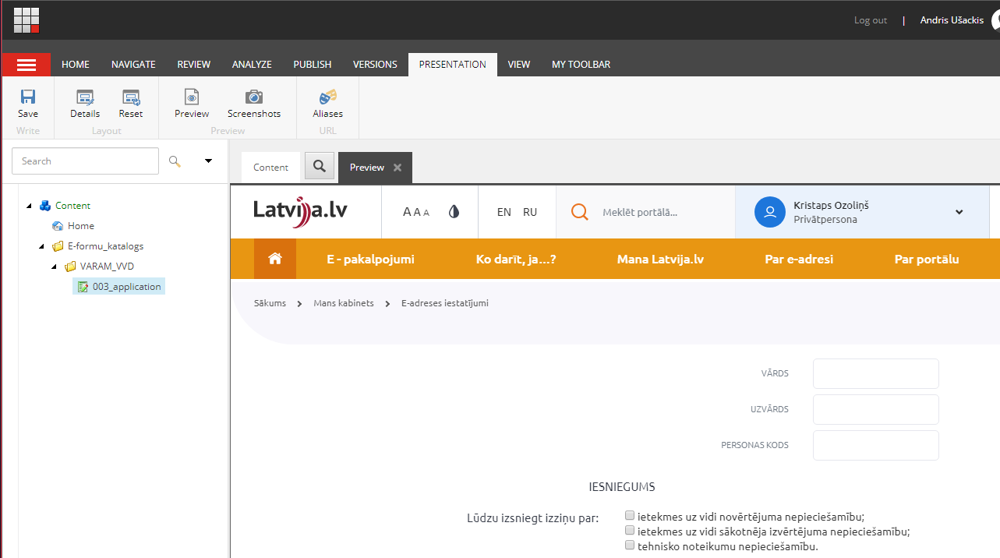 Log out | Andris Ušackis
HOME NAVIGATE REVIEW ANALYZE PUBLISH VERSIONS PRESENTATION VIEW MY TOOLBAR
Save Details Reset Preview Screenshots Aliases
Write Layout Preview URL
Search
Content Preview
Content
Home
E-formu_katalogs
VARAM_VVD
003_application
Latvija.lv A A A EN RU Meklēt portālā... Kristaps Ozoliņš
Privātpersona
E - pakalpojumi Ko darīt, ja...? Mana Latvija.lv Par e-adresi Par portālu
Sākums Mans kabinets E-adreses iestatījumi
VĀRDS
UZVĀRDS
PERSONAS KODS
IESNIEGUMS
Lūdzu izsniegt izziņu par: ietekmes uz vidi novērtējuma nepieciešamību;
ietekmes uz vidi sākotnēja izvērtējuma nepieciešamību;
tehnisko noteikumu nepieciešamību.